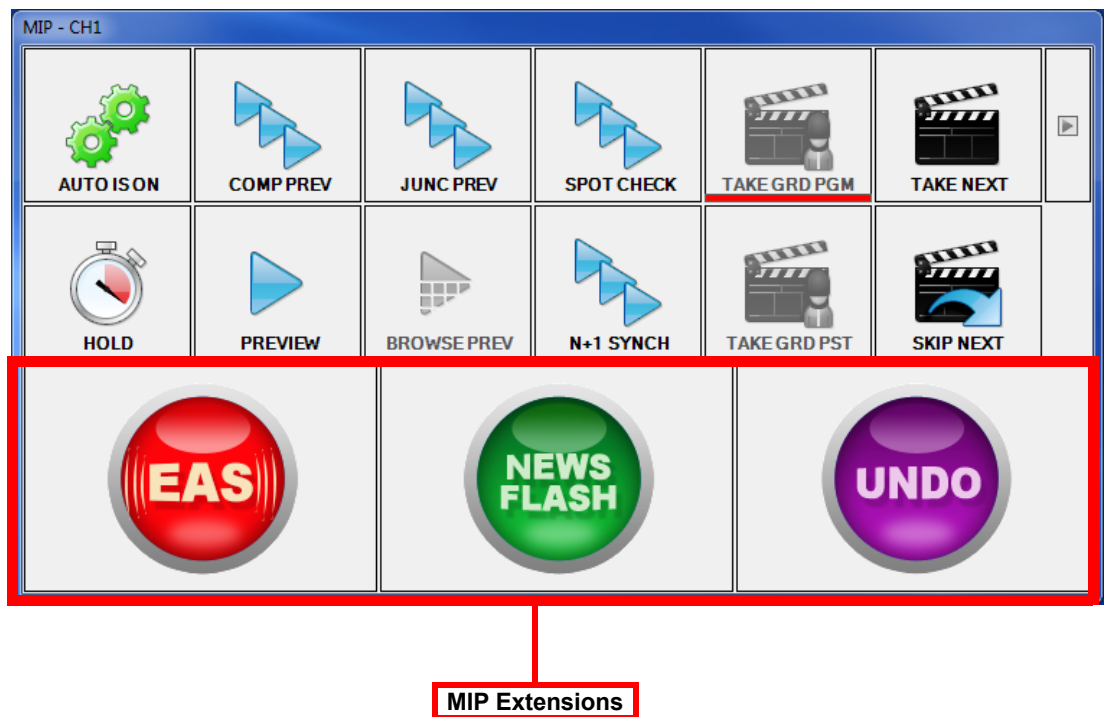 MIP - CH1
AUTO IS ON
COMP PREV
JUNC PREV
SPOT CHECK
TAKE GRD PGM
TAKE NEXT
HOLD
PREVIEW
BROWSE PREV
N+1 SYNCH
TAKE GRD PST
SKIP NEXT
EAS
NEWS
FLASH
UNDO
MIP Extensions